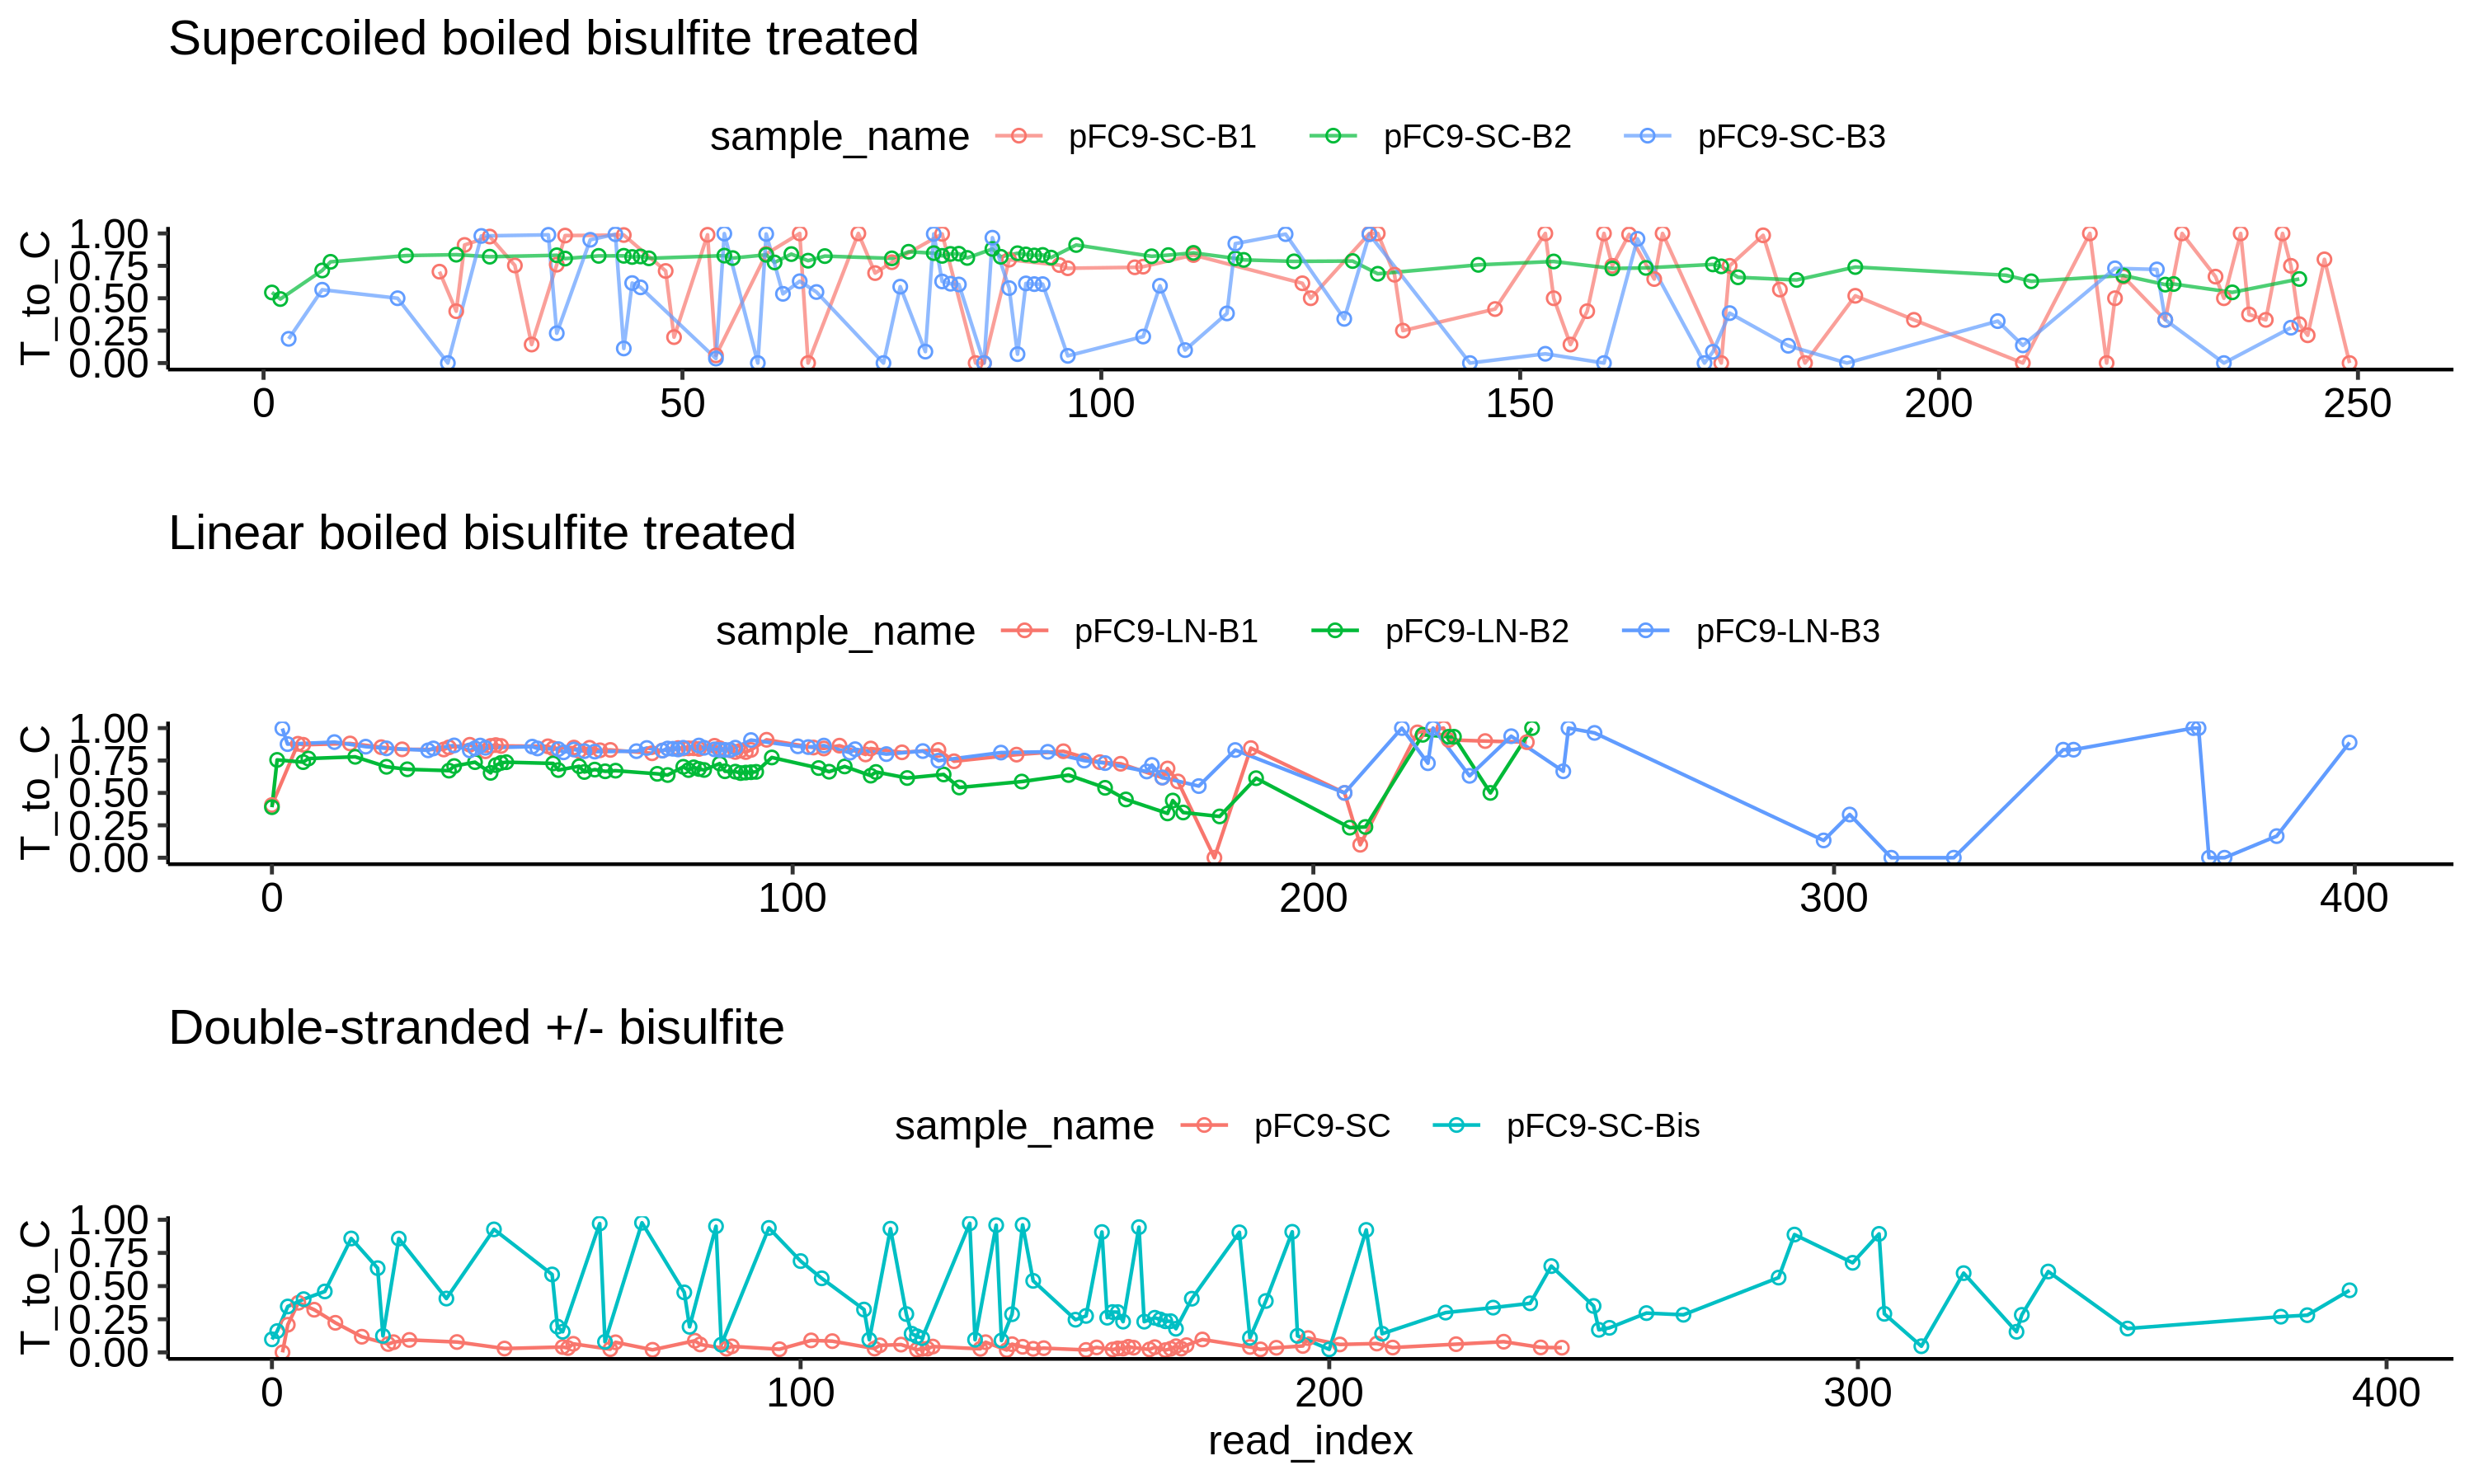 Supercoiled boiled bisulfite treated
sample_name pFC9-SC-B1 pFC9-SC-B2 pFC9-SC-B3
T_to_C
1.00
0.75
0.50
0.25
0.00
0 50 100 150 200 250
Linear boiled bisulfite treated
sample_name pFC9-LN-B1 pFC9-LN-B2 pFC9-LN-B3
T_to_C
1.00
0.75
0.50
0.25
0.00
0 100 200 300 400
Double-stranded +/- bisulfite
sample_name pFC9-SC pFC9-SC-Bis
T_to_C
1.00
0.75
0.50
0.25
0.00
0 100 200 300 400
read_index